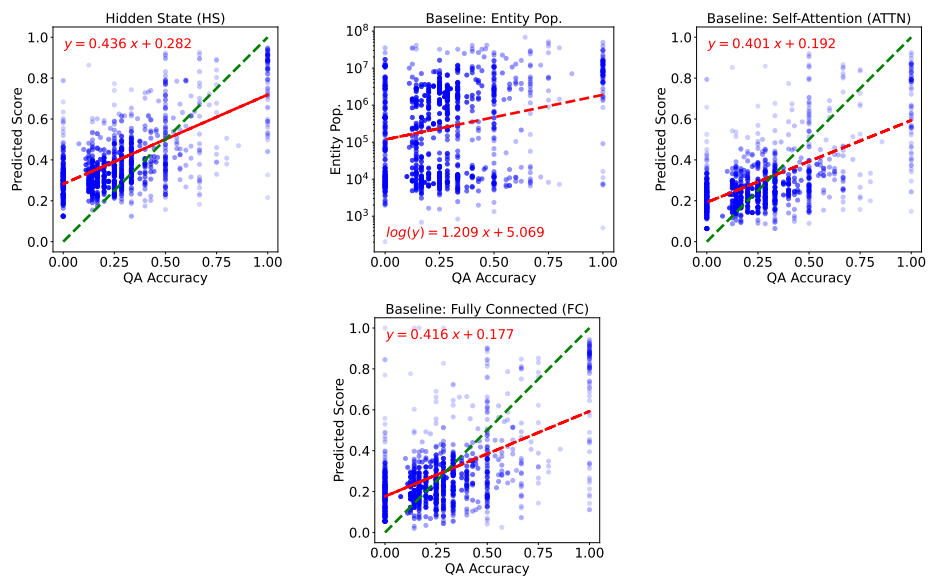 Hidden State (HS)
y = 0.436 x + 0.282
Predicted Score
1.0
0.8
0.6
0.4
0.2
0.0
0.00 0.25 0.50 0.75 1.00
QA Accuracy
Baseline: Entity Pop.
log(y) = 1.209 x + 5.069
Entity Pop.
10^8
10^7
10^6
10^5
10^4
10^3
0.00 0.25 0.50 0.75 1.00
QA Accuracy
Baseline: Self-Attention (ATTN)
y = 0.401 x + 0.192
Predicted Score
1.0
0.8
0.6
0.4
0.2
0.0
0.00 0.25 0.50 0.75 1.00
QA Accuracy
Baseline: Fully Connected (FC)
y = 0.416 x + 0.177
Predicted Score
1.0
0.8
0.6
0.4
0.2
0.0
0.00 0.25 0.50 0.75 1.00
QA Accuracy